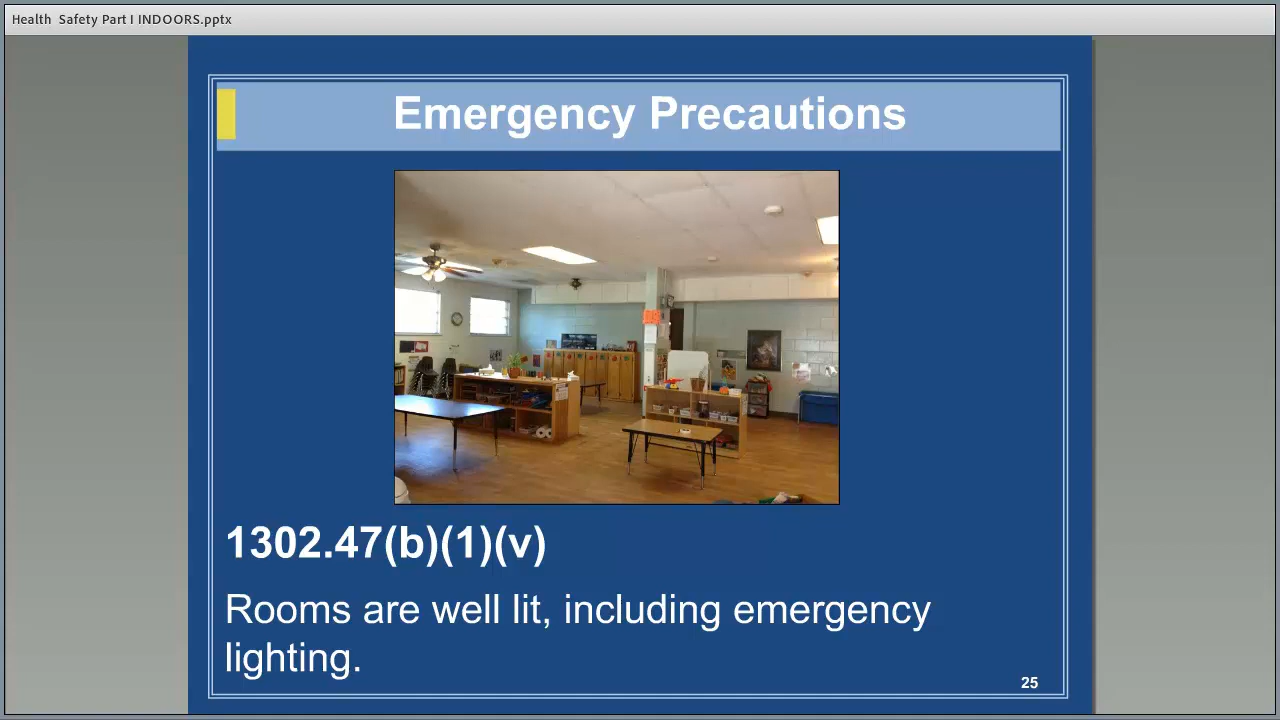 Health Safety Part I INDOORS.pptx
Emergency Precautions
1302.47(b)(1)(v)
Rooms are well lit, including emergency
lighting.
25